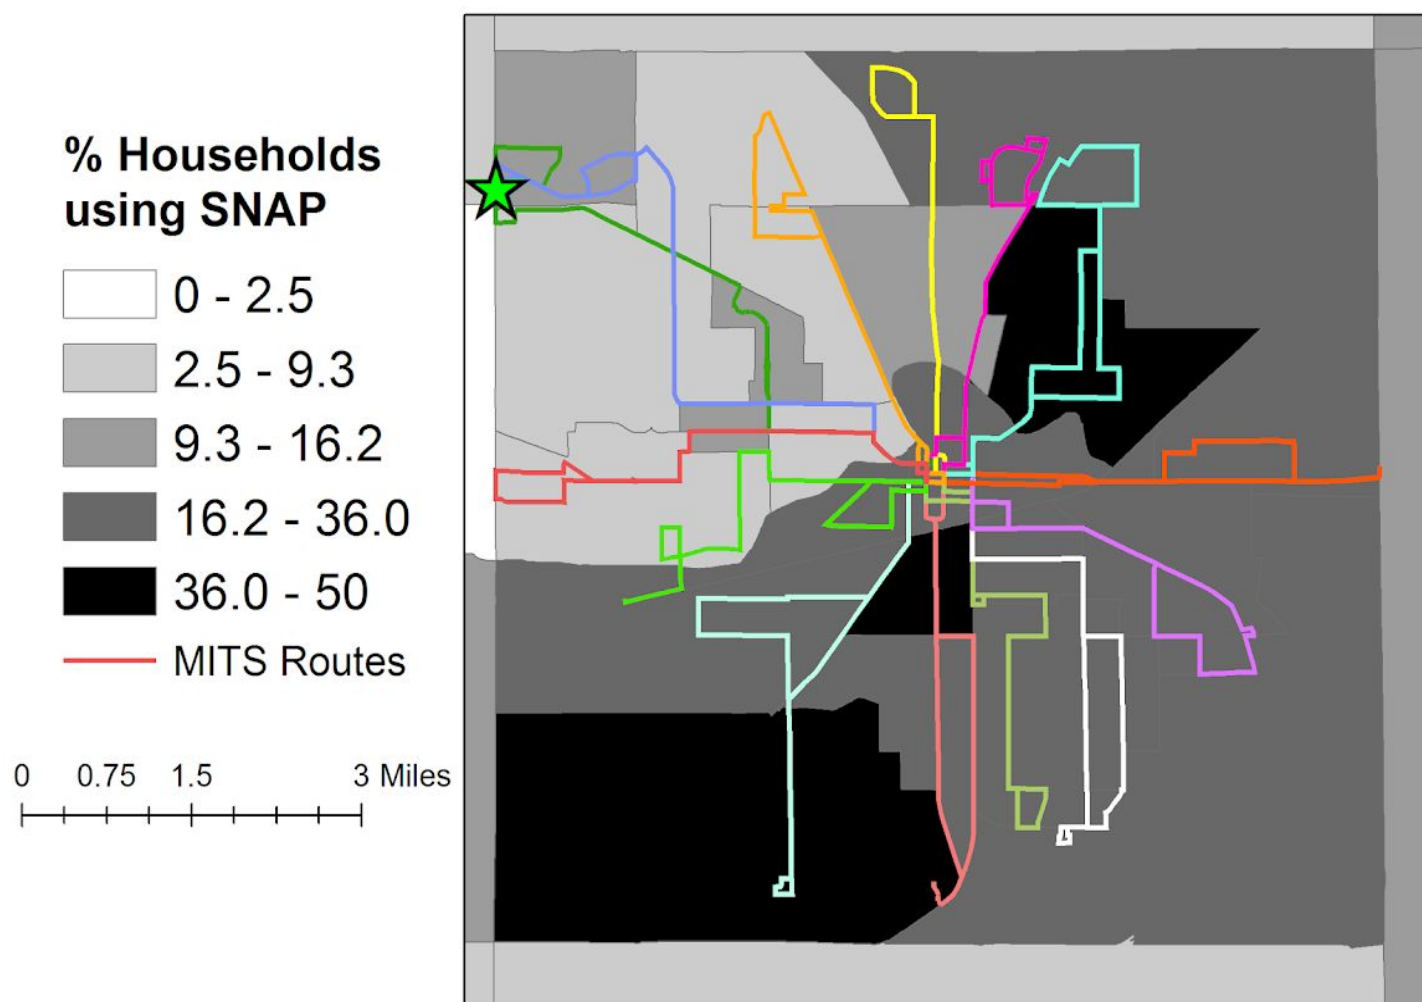 % Households
using SNAP
0 - 2.5
2.5 - 9.3
9.3 - 16.2
16.2 - 36.0
36.0 - 50
MITS Routes
0 0.75 1.5 3 Miles